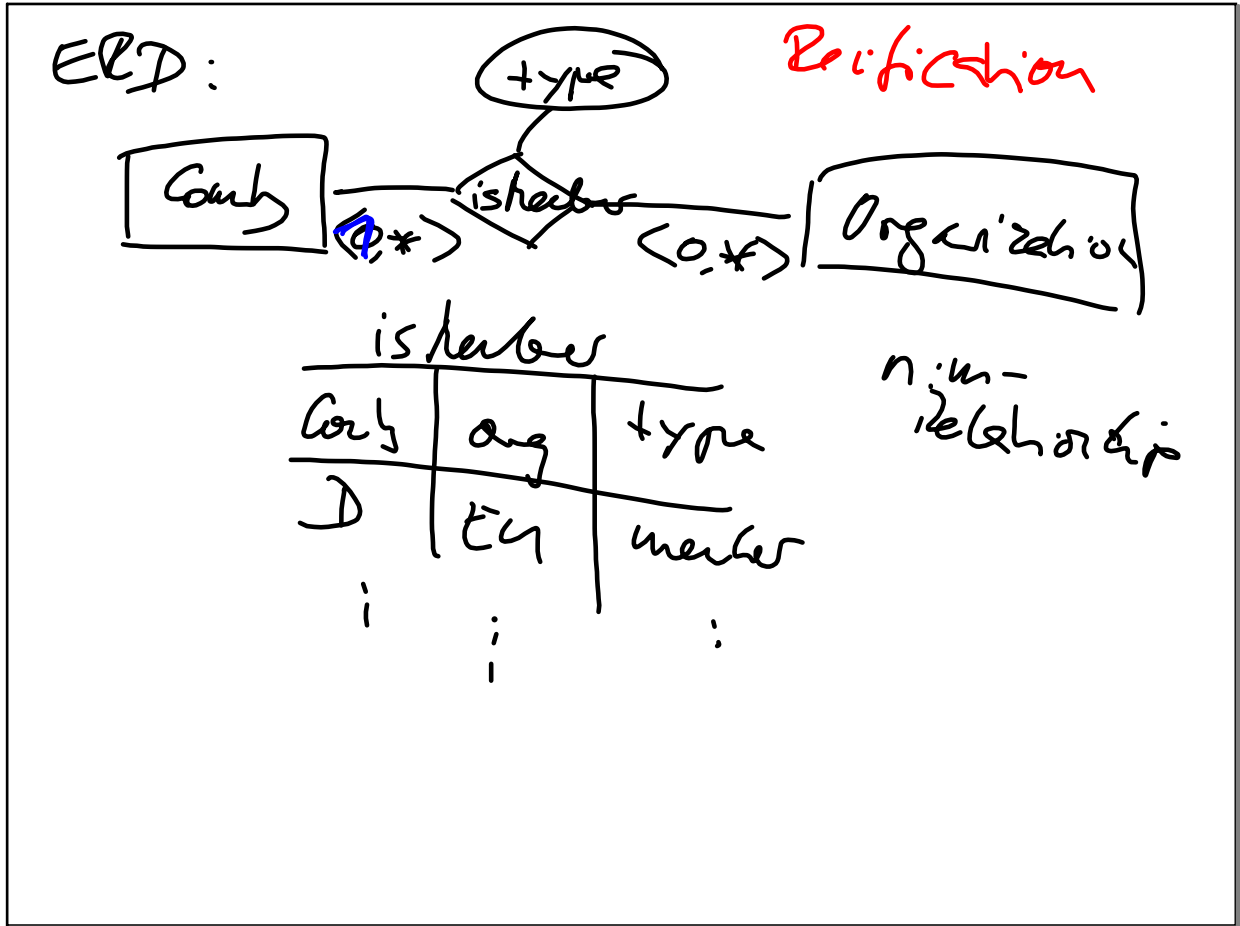 ERD:
type
Reification
Country
isMember
Organization
<1,*>
<0,*>
isMember
n:m-
Relationship
Country org type
D EU member